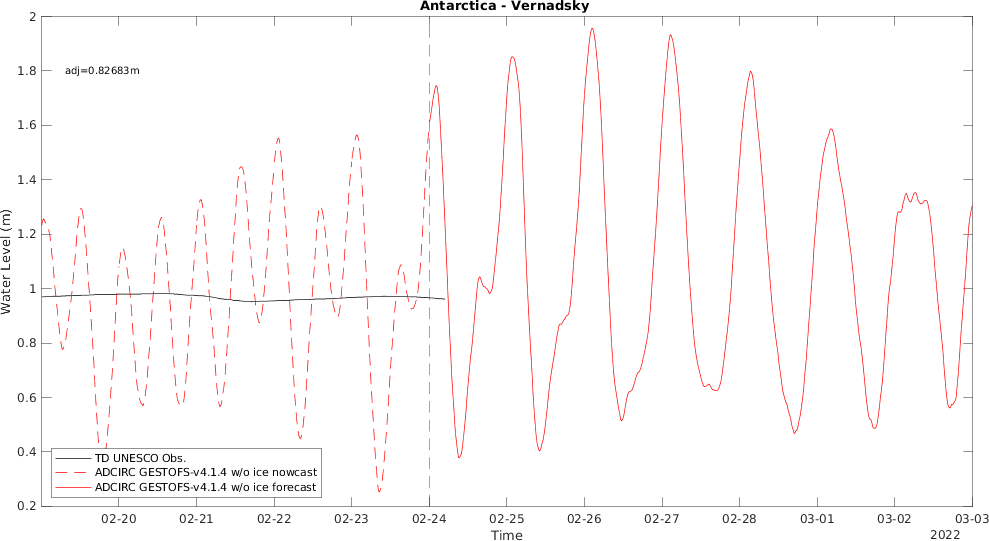 Antarctica - Vernadsky
2
1.8
1.6
1.4
1.2
1
0.8
0.6
0.4
0.2
Water Level (m)
adj=0.82683m
TD UNESCO Obs.
ADCIRC GESTOFS-v4.1.4 w/o ice nowcast
ADCIRC GESTOFS-v4.1.4 w/o ice forecast
02-20 02-21 02-22 02-23 02-24 02-25 02-26 02-27 02-28 03-01 03-02 03-03
Time
2022